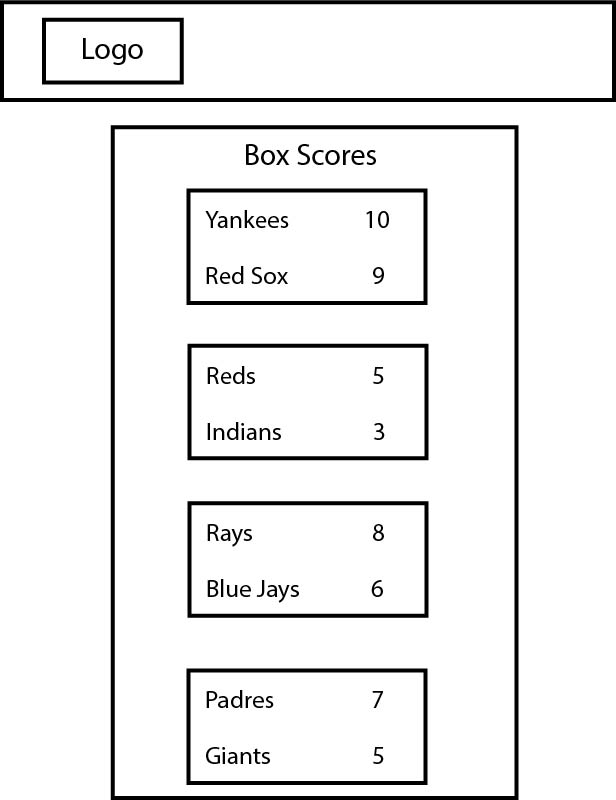 Logo
Box Scores
Yankees 10
Red Sox 9
Reds 5
Indians 3
Rays 8
Blue Jays 6
Padres 7
Giants 5